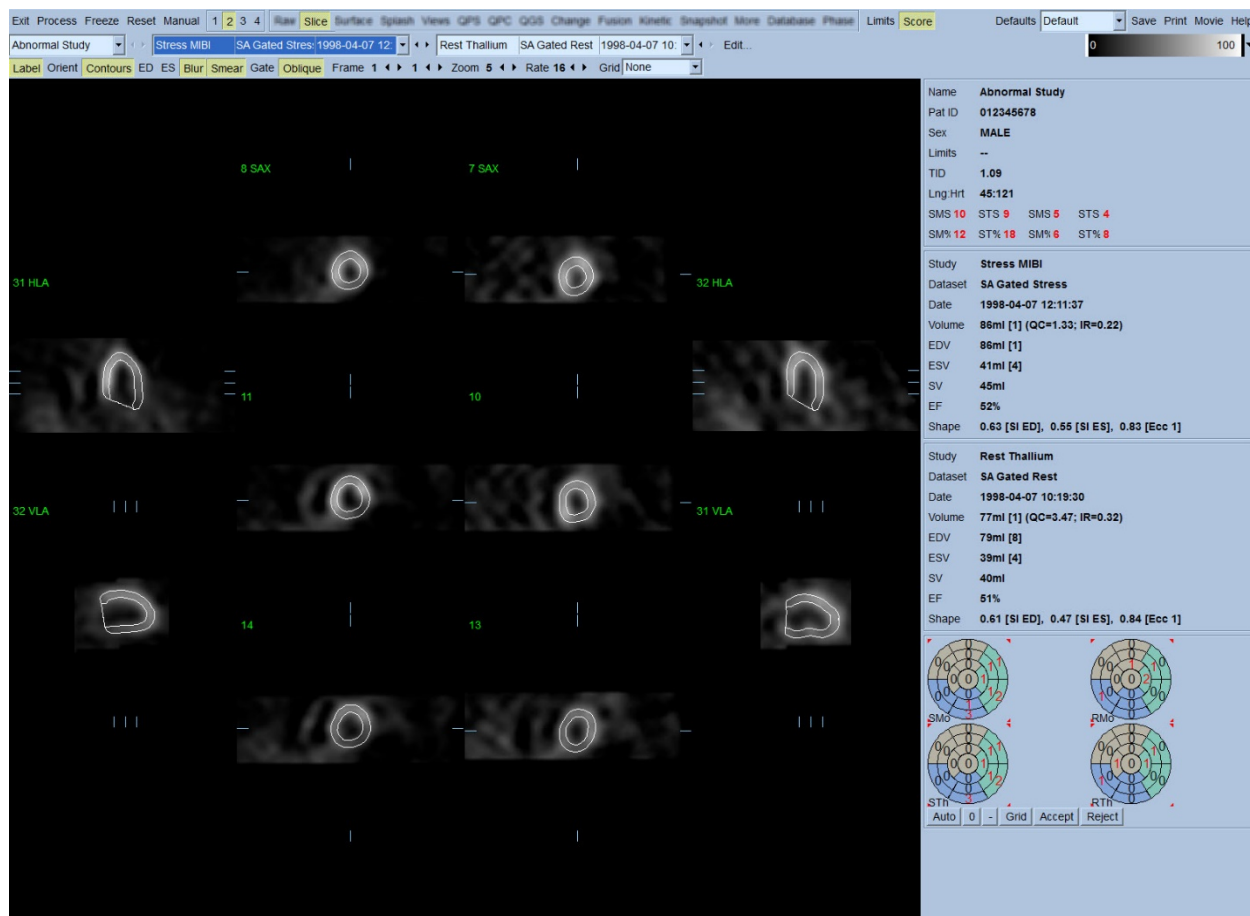 Exit Process Freeze Reset Manual 1 2 3 4 Raw Slice Surface Splash Views QPS QPC QGS Change Fusion Kinetic Snapshot More Database Phase Limits Score Defaults Default Save Print Movie Help
Abnormal Study Stress MIBI SA Gated Stres 1998-04-07 12: Rest Thallium SA Gated Rest 1998-04-07 10: Edit... 0 100
Label Orient Contours ED ES Blur Smear Gate Oblique Frame 1 1 Zoom 5 Rate 16 Grid None
8 SAX 7 SAX
31 HLA 32 HLA
11 10
32 VLA 31 VLA
14 13
Name Abnormal Study
Pat ID 012345678
Sex MALE
Limits --
TID 1.09
Lng:Hrt 45:121
SMS 10 STS 9 SMS 5 STS 4
SM% 12 ST% 18 SM% 6 ST% 8
Study Stress MIBI
Dataset SA Gated Stress
Date 1998-04-07 12:11:37
Volume 86ml [1] (QC=1.33; IR=0.22)
EDV 86ml [1]
ESV 41ml [4]
SV 45ml
EF 52%
Shape 0.63 [SI ED], 0.55 [SI ES], 0.83 [Ecc 1]
Study Rest Thallium
Dataset SA Gated Rest
Date 1998-04-07 10:19:30
Volume 77ml [1] (QC=3.47; IR=0.32)
EDV 79ml [8]
ESV 39ml [4]
SV 40ml
EF 51%
Shape 0.61 [SI ED], 0.47 [SI ES], 0.84 [Ecc 1]
SMo RMo
STh RTh
Auto 0 - Grid Accept Reject